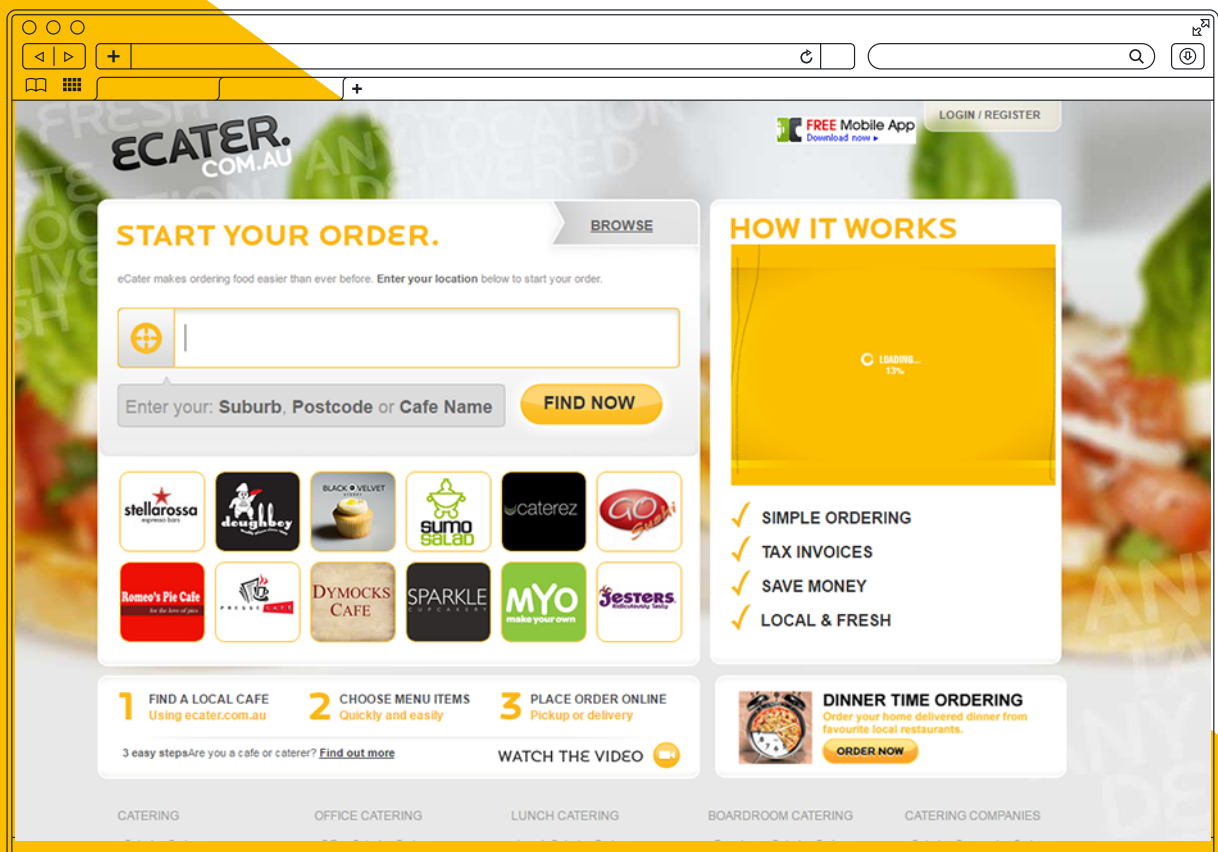 ECATER.
COM.AU
FREE Mobile App
Download now ▸
LOGIN / REGISTER
START YOUR ORDER.
BROWSE
eCater makes ordering food easier than ever before. Enter your location below to start your order.
Enter your: Suburb, Postcode or Cafe Name
FIND NOW
HOW IT WORKS
LOADING...
13%
stellarossa
espresso bars
doughboy
BLACK VELVET
sumo
salad
caterez
GO
Sushi
Romeo's Pie Cafe
for the love of pies
PRESSE CAFE
DYMOCKS
CAFE
SPARKLE
CUPCAKERY
MYO
make your own
Jesters
Ridiculously Tasty
SIMPLE ORDERING
TAX INVOICES
SAVE MONEY
LOCAL & FRESH
1 FIND A LOCAL CAFE
Using ecater.com.au
2 CHOOSE MENU ITEMS
Quickly and easily
3 PLACE ORDER ONLINE
Pickup or delivery
3 easy stepsAre you a cafe or caterer? Find out more
WATCH THE VIDEO
DINNER TIME ORDERING
Order your home delivered dinner from
favourite local restaurants.
ORDER NOW
CATERING
OFFICE CATERING
LUNCH CATERING
BOARDROOM CATERING
CATERING COMPANIES